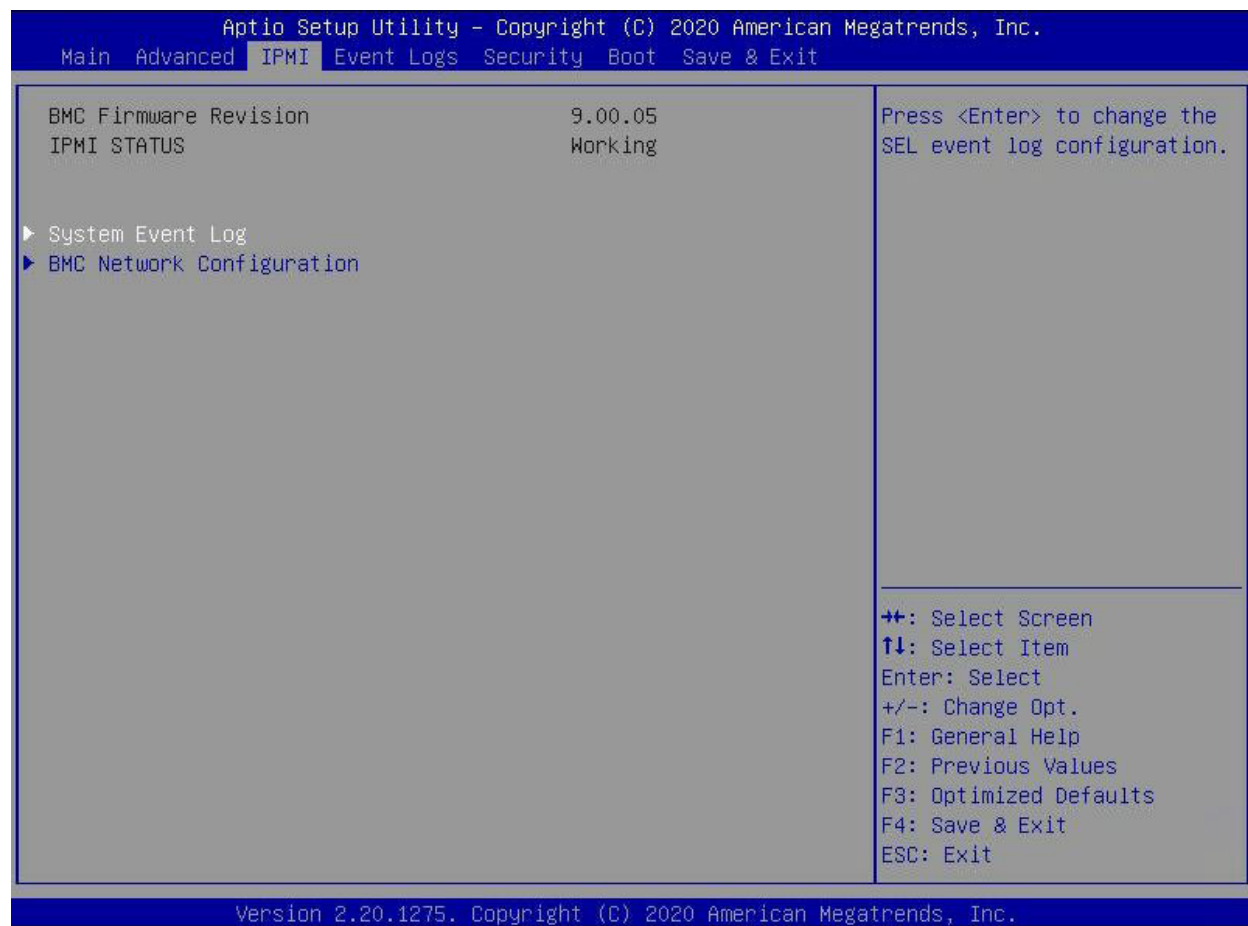 Aptio Setup Utility – Copyright (C) 2020 American Megatrends, Inc.
Main Advanced IPMI Event Logs Security Boot Save & Exit
BMC Firmware Revision 9.00.05
IPMI STATUS Working
▶ System Event Log
▶ BMC Network Configuration
Press <Enter> to change the
SEL event log configuration.
→←: Select Screen
↑↓: Select Item
Enter: Select
+/-: Change Opt.
F1: General Help
F2: Previous Values
F3: Optimized Defaults
F4: Save & Exit
ESC: Exit
Version 2.20.1275. Copyright (C) 2020 American Megatrends, Inc.